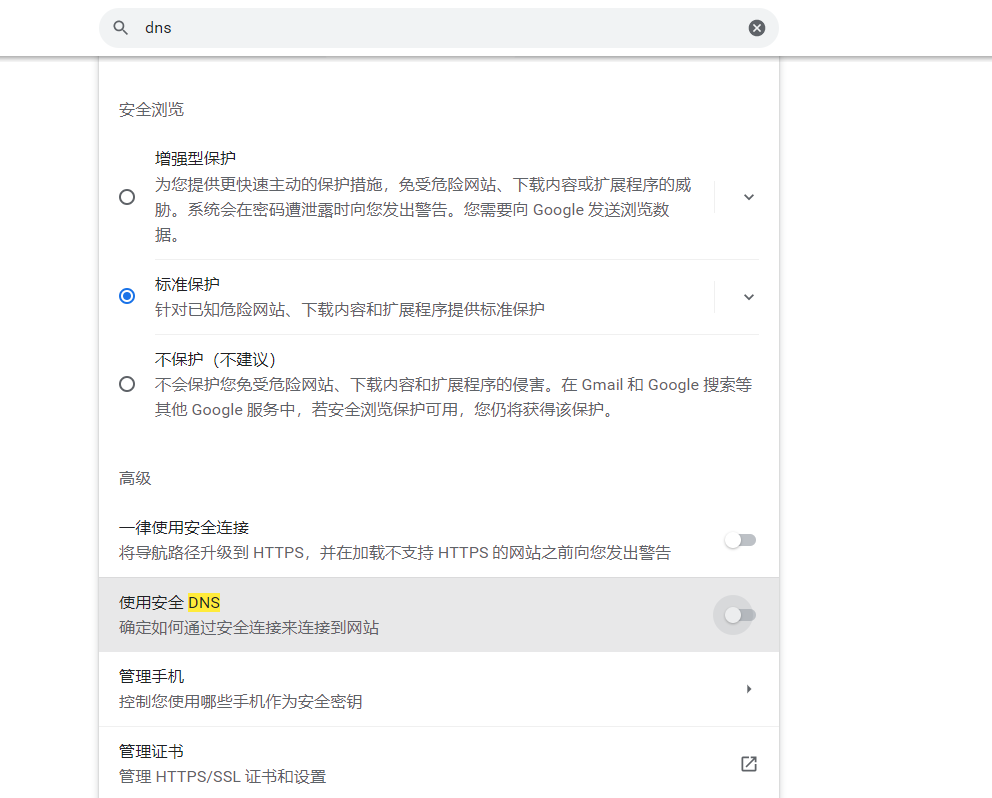 dns
安全浏览
增强型保护
为您提供更快速主动的保护措施，免受危险网站、下载内容或扩展程序的威
胁。系统会在密码遭泄露时向您发出警告。您需要向 Google 发送浏览数
据。
标准保护
针对已知危险网站、下载内容和扩展程序提供标准保护
不保护（不建议）
不会保护您免受危险网站、下载内容和扩展程序的侵害。在 Gmail 和 Google 搜索等
其他 Google 服务中，若安全浏览保护可用，您仍将获得该保护。
高级
一律使用安全连接
将导航路径升级到 HTTPS，并在加载不支持 HTTPS 的网站之前向您发出警告
使用安全 DNS
确定如何通过安全连接来连接到网站
管理手机
控制您使用哪些手机作为安全密钥
管理证书
管理 HTTPS/SSL 证书和设置